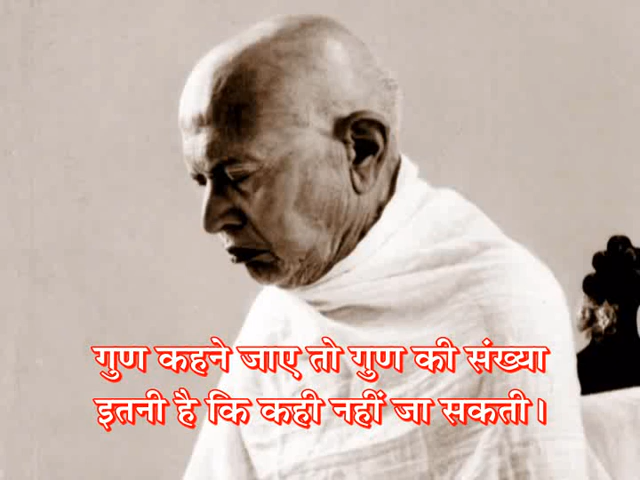 गुण कहने जाए तो गुण की संख्या
इतनी है कि कही नहीं जा सकती।